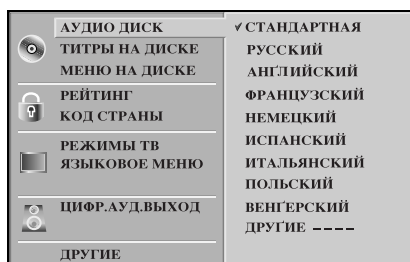 АУДИО ДИСК
ТИТРЫ НА ДИСКЕ
МЕНЮ НА ДИСКЕ
РЕЙТИНГ
КОД СТРАНЫ
РЕЖИМЫ ТВ
ЯЗЫКОВОЕ МЕНЮ
ЦИФР.АУД.ВЫХОД
ДРУГИЕ
✓ СТАНДАРТНАЯ
РУССКИЙ
АНГЛИЙСКИЙ
ФРАНЦУЗСКИЙ
НЕМЕЦКИЙ
ИСПАНСКИЙ
ИТАЛЬЯНСКИЙ
ПОЛЬСКИЙ
ВЕНГЕРСКИЙ
ДРУГИЕ ----